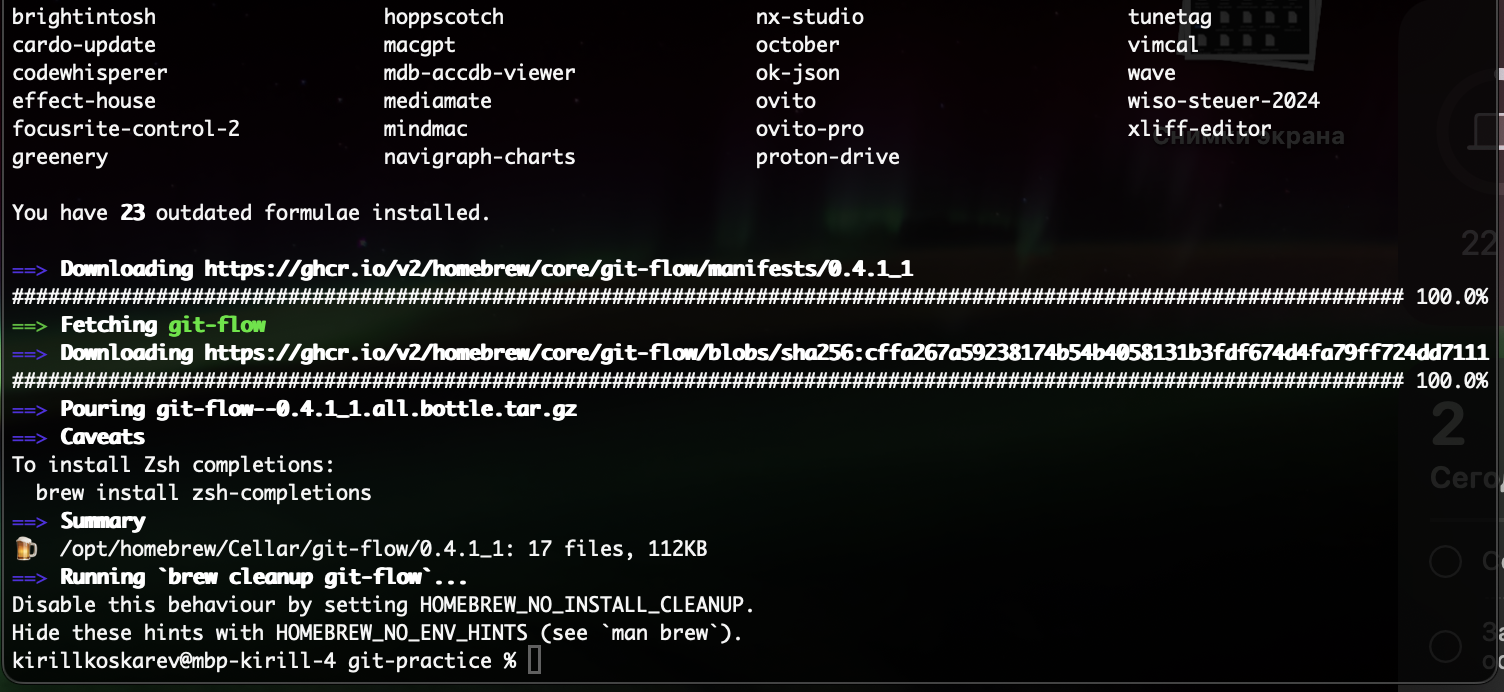 brightintosh hoppscotch nx-studio tunetag
cardo-update macgpt october vimcal
codewhisperer mdb-accdb-viewer ok-json wave
effect-house mediamate ovito wiso-steuer-2024
focusrite-control-2 mindmac ovito-pro xliff-editor
Снимки экрана
greenery navigraph-charts proton-drive
You have 23 outdated formulae installed.
22
==> Downloading https://ghcr.io/v2/homebrew/core/git-flow/manifests/0.4.1_1
#################################################################################################################### 100.0%
==> Fetching git-flow
==> Downloading https://ghcr.io/v2/homebrew/core/git-flow/blobs/sha256:cffa267a59238174b54b4058131b3fdf674d4fa79ff724dd7111
#################################################################################################################### 100.0%
==> Pouring git-flow--0.4.1_1.all.bottle.tar.gz
2
==> Caveats
To install Zsh completions:
brew install zsh-completions
==> Summary
🍺 /opt/homebrew/Cellar/git-flow/0.4.1_1: 17 files, 112KB
==> Running `brew cleanup git-flow`...
Disable this behaviour by setting HOMEBREW_NO_INSTALL_CLEANUP.
Hide these hints with HOMEBREW_NO_ENV_HINTS (see `man brew`).
kirillkoskarev@mbp-kirill-4 git-practice %